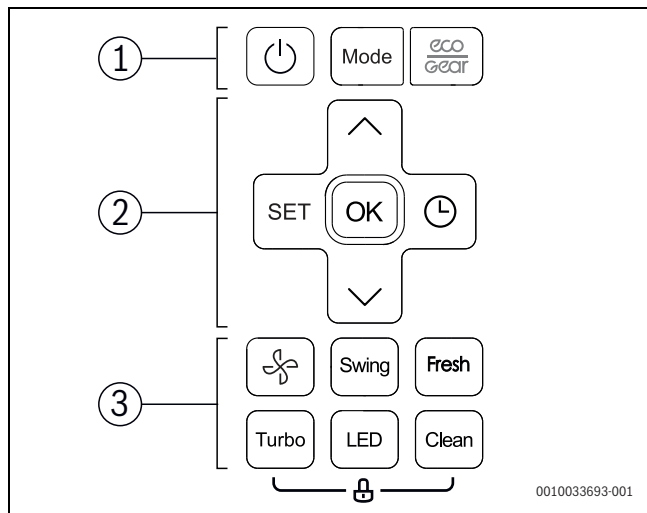 1 Mode eco
Gear
2 SET OK
3 Swing Fresh
Turbo LED Clean
0010033693-001